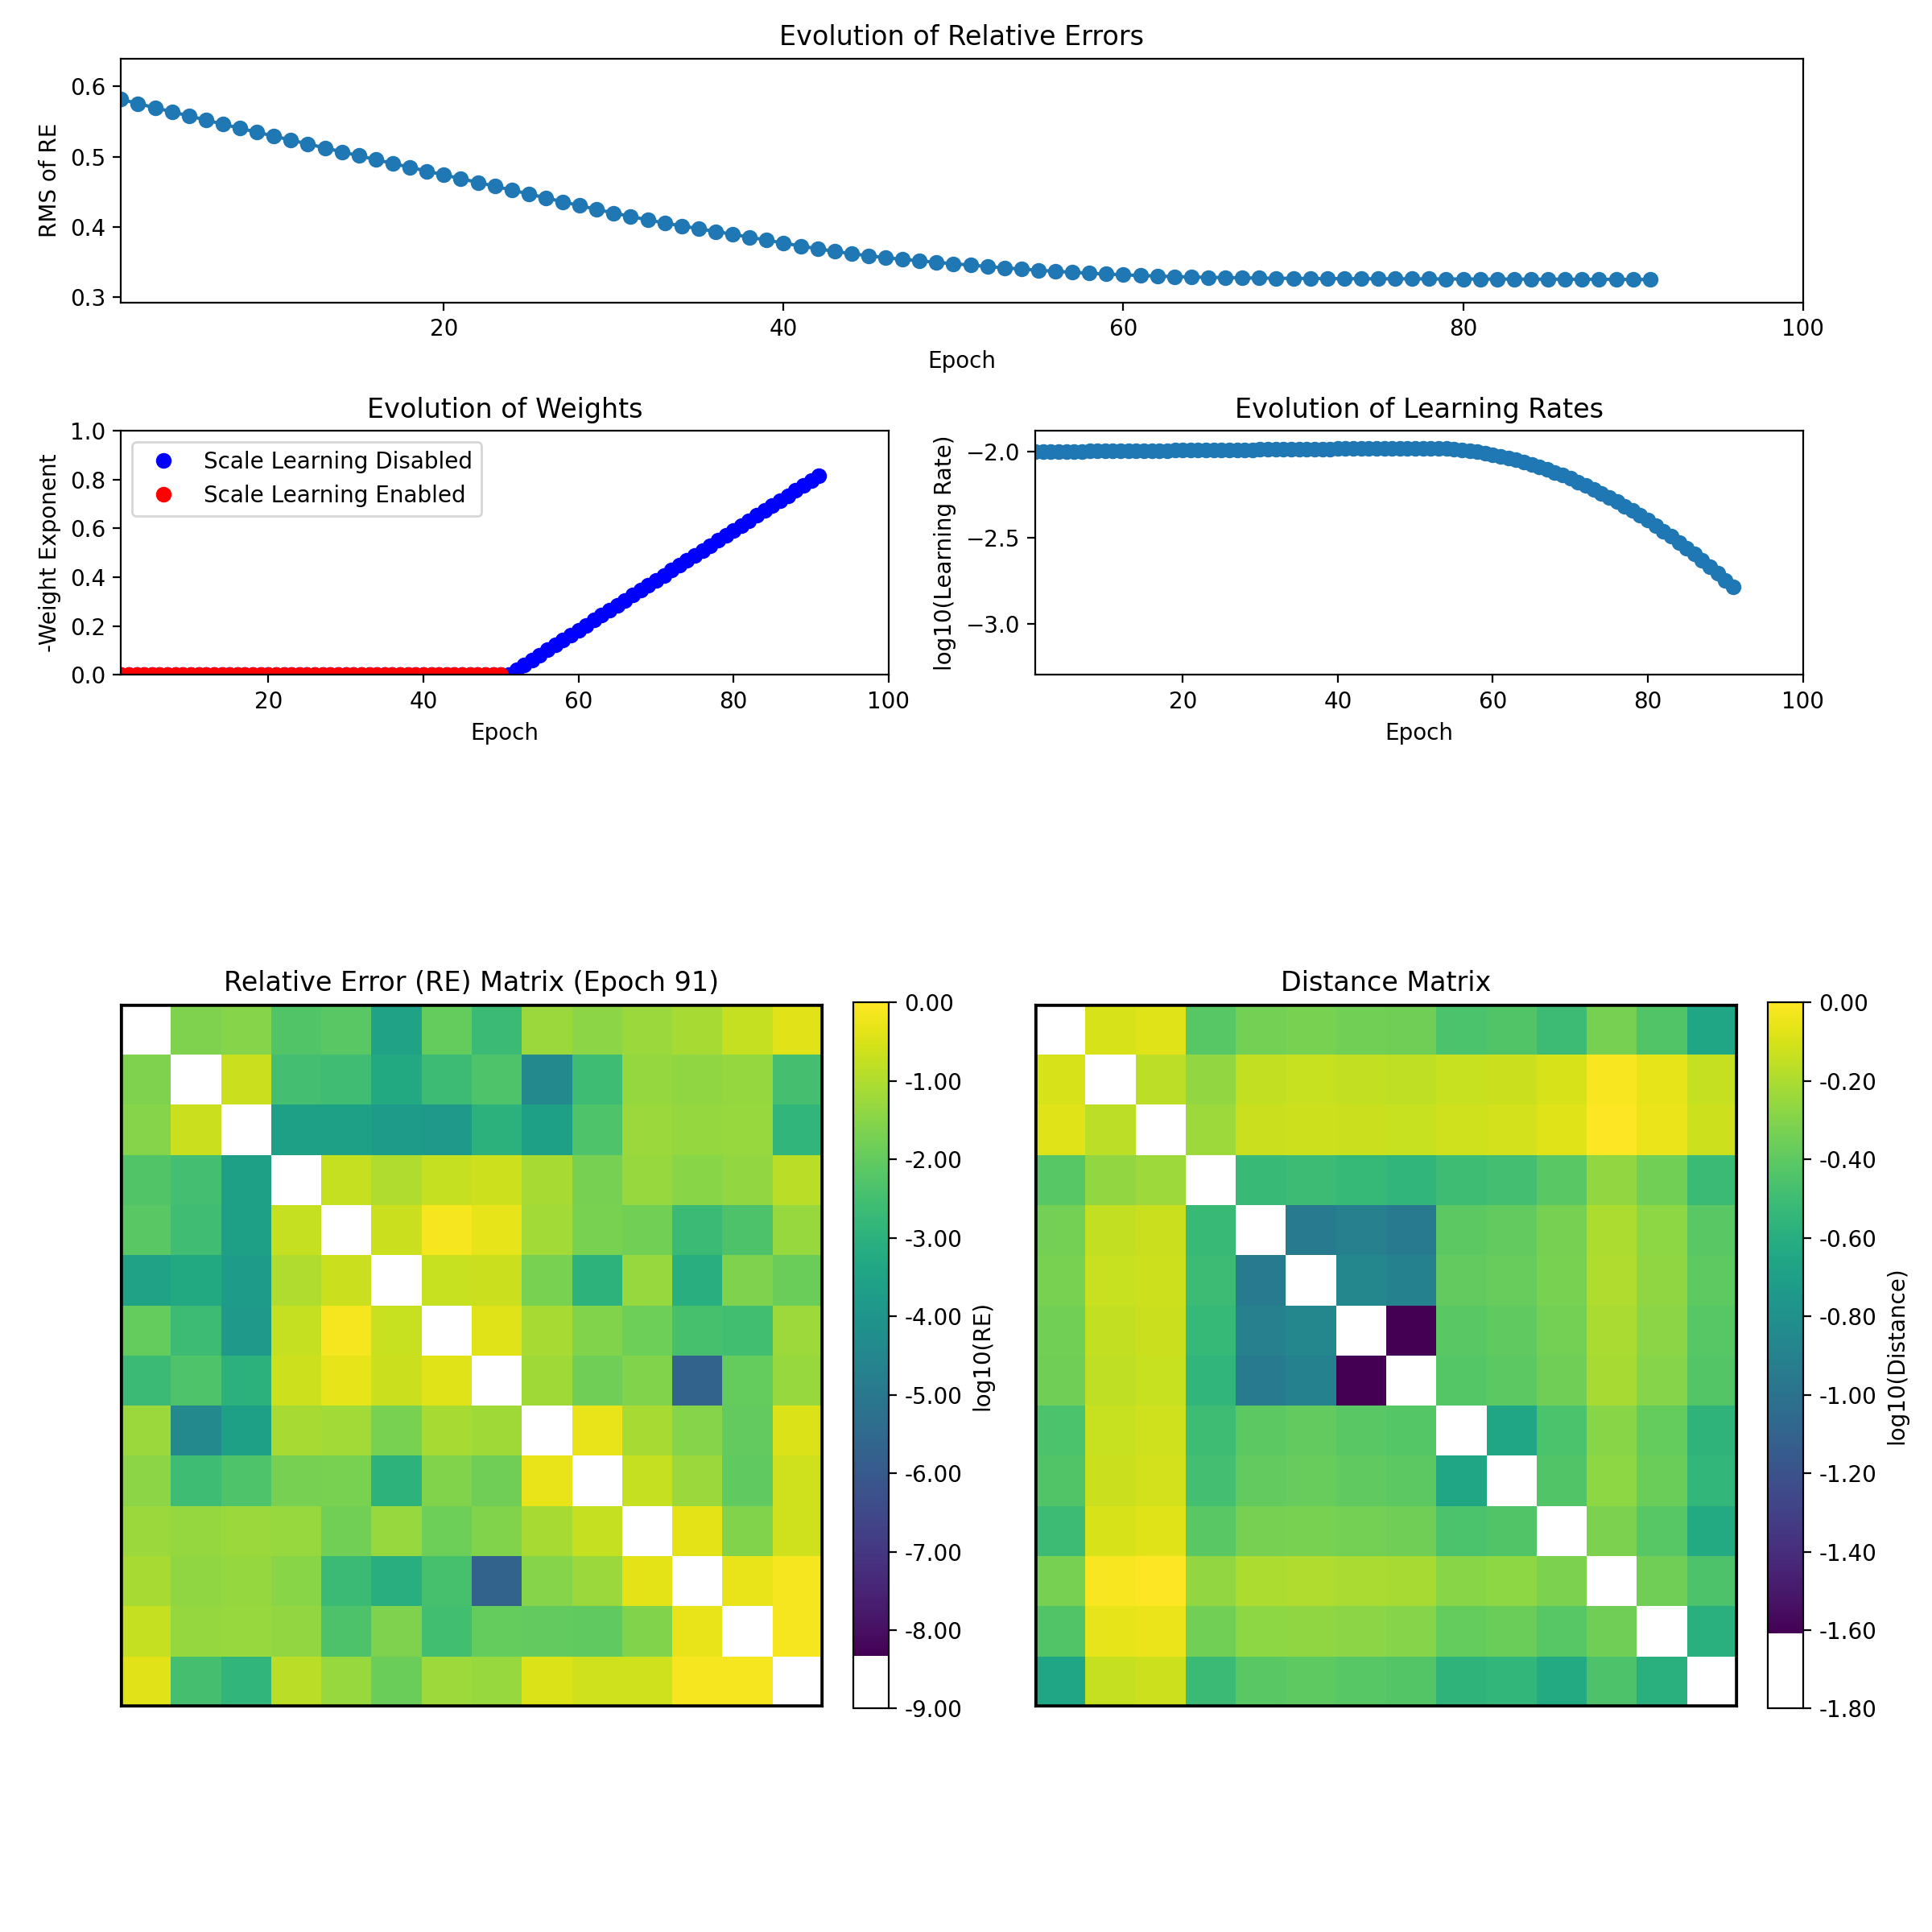 Evolution of Relative Errors
RMS of RE
0.6
0.5
0.4
0.3
20 40 60 80 100
Epoch
Evolution of Weights
-Weight Exponent
1.0
0.8
0.6
0.4
0.2
0.0
Scale Learning Disabled
Scale Learning Enabled
20 40 60 80 100
Epoch
Evolution of Learning Rates
log10(Learning Rate)
−2.0
−2.5
−3.0
20 40 60 80 100
Epoch
Relative Error (RE) Matrix (Epoch 91)
0.00
-1.00
-2.00
-3.00
-4.00
-5.00
-6.00
-7.00
-8.00
-9.00
log10(RE)
Distance Matrix
0.00
-0.20
-0.40
-0.60
-0.80
-1.00
-1.20
-1.40
-1.60
-1.80
log10(Distance)